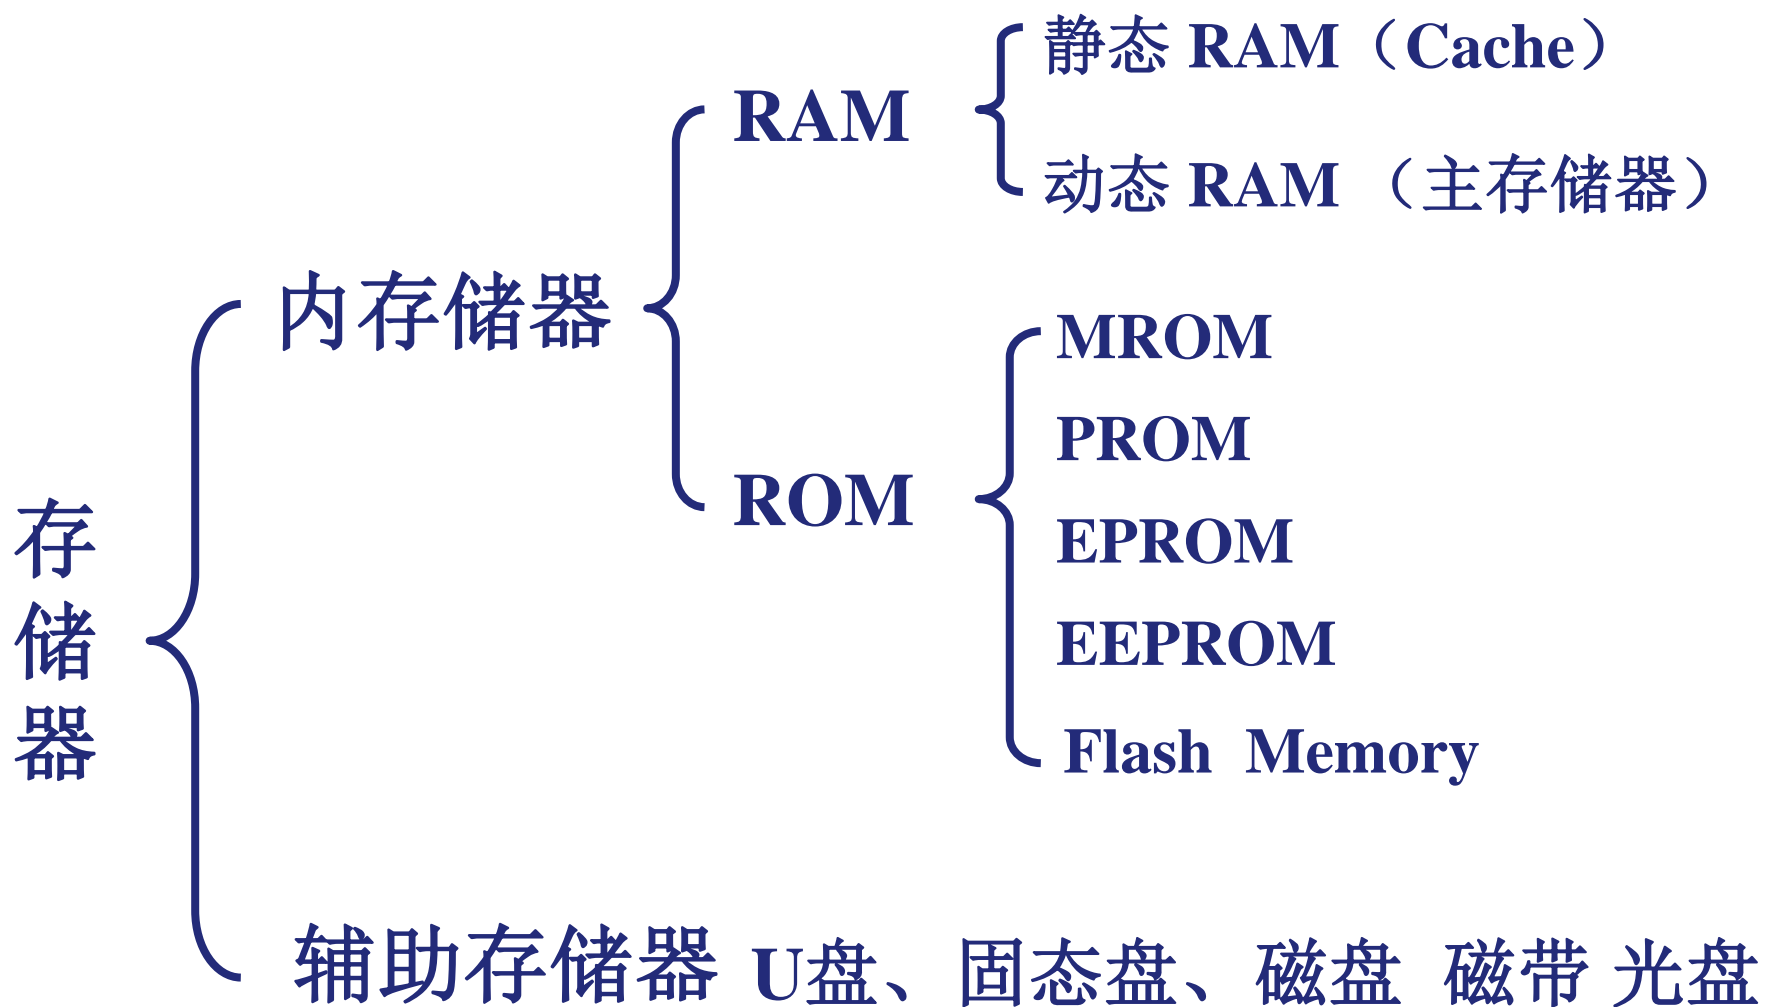 静态 RAM（Cache）
RAM
动态 RAM （主存储器）
内存储器
MROM
PROM
ROM
EPROM
EEPROM
Flash Memory
存储器
辅助存储器 U盘、固态盘、磁盘 磁带 光盘